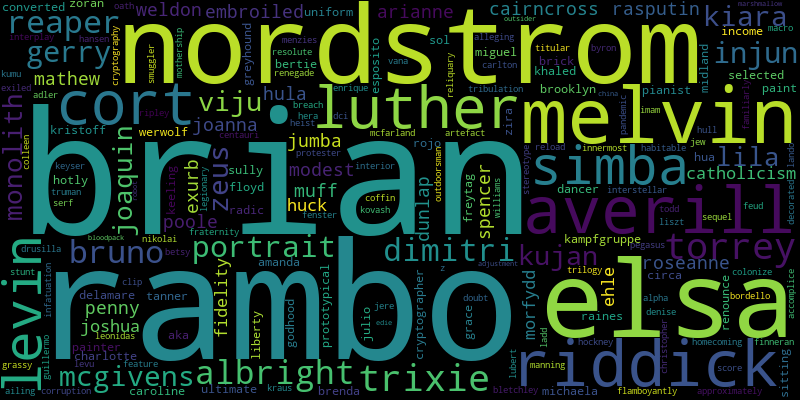 converted zoran oath weldon embroiled uniform arianne cairncross rasputin outsider marshmallow
reaper nordstrom kiara macro
gerry interplay hansen menzies resolute bertie renegade alleging miguel titular byron carlton income injun
kumu mathew cryptography smuggler mothership greyhound esposito sol vana reliquary tribulation khaled brick midland selected
exiled adler cort viju hula enrique luther brooklyn pianist paint
ripley breach hera dci heist melvin pandemic china imam familiarly
monolith kristoff joanna centauri rojo zira hull jew
colleen brian werwolf zeus jumba protester mcfarland artefact simba hua lila innermost reload habitable lando
joaquin hotly keyser sully modest interior outdoorsman stereotype dancer catholicism decorated
truman serf keeling exurb floyd muff coffin freytag spencer williams averill interstellar
poole radic legionary huck kovash dunlap todd sequel feud
fraternity fenster liszt
levin bloodpack nikolai portrait dimitri kujan kampfgruppe pegasus torrey
drusilla bruno betsy z adjustment elsa trilogy roseanne colonize
stunt infatuation clip amanda doubt morfydd ehle circa renounce accomplice
delamare tanner rambo fidelity godhood prototypical jere alpha bordello
penny aka liberty julio cryptographer grace raines denise christopher
joshua leonidas edie ladd hockney homecoming finneran
grassy guillermo painter charlotte levu feature albright trixie lubert riddick score sitting
mcgivens manning
ailing corruption caroline ultimate kraus brenda bletchley michaela flamboyantly approximately